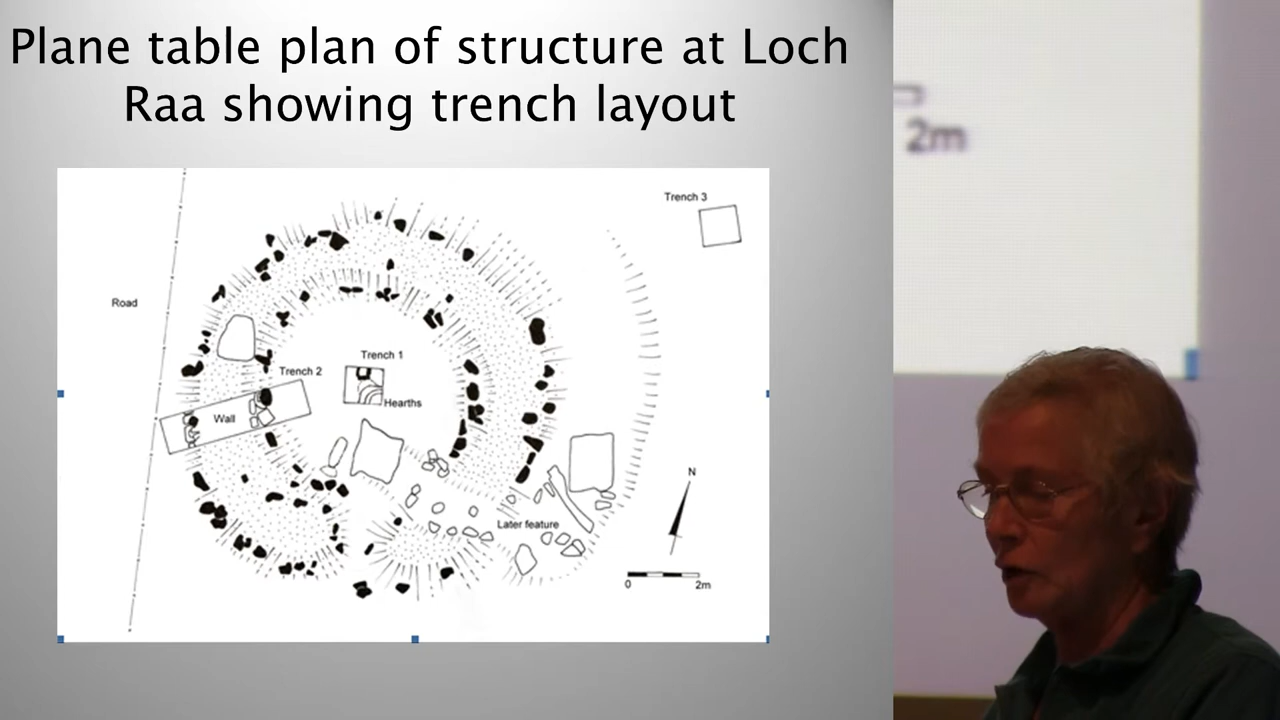 Plane table plan of structure at Loch
Raa showing trench layout
Trench 3
Road
Trench 1
Trench 2
Hearths
Wall
N
Later feature
0 2m
2m